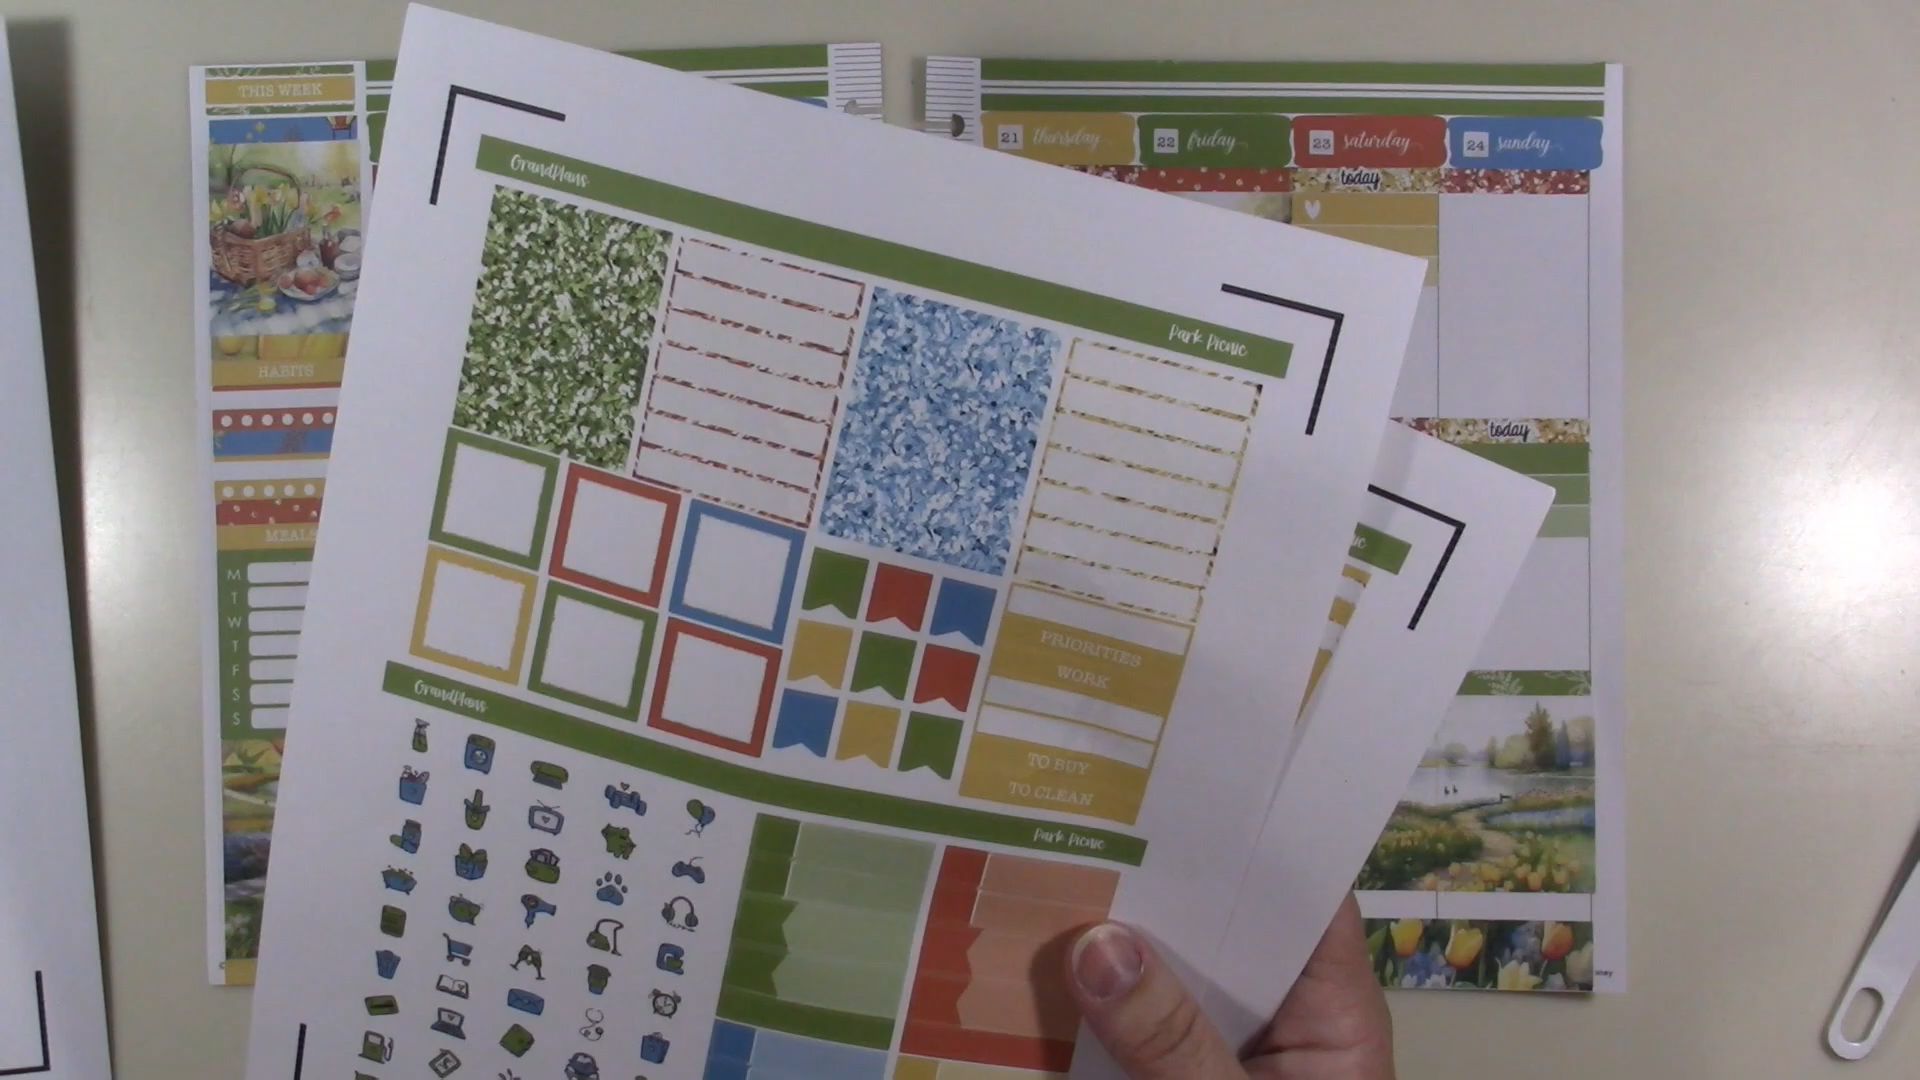 THIS WEEK
HABITS
MEALS
M
T
W
T
F
S
S
21 thursday
22 friday
23 saturday
24 sunday
today
today
GrandPlans
Park Picnic
PRIORITIES
WORK
TO BUY
TO CLEAN
GrandPlans
Park Picnic